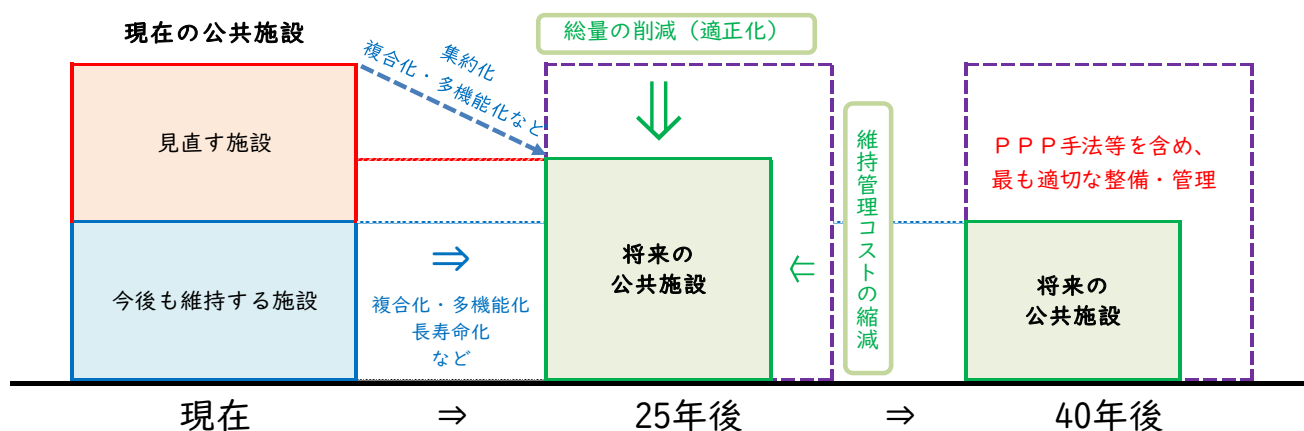 現在の公共施設
総量の削減（適正化）
集約化
複合化・多機能化など
見直す施設
今後も維持する施設
⇒
複合化・多機能化
長寿命化
など
将来の
公共施設
⇐
維持管理コストの縮減
ＰＰＰ手法等を含め、
最も適切な整備・管理
将来の
公共施設
現在 ⇒ 25年後 ⇒ 40年後